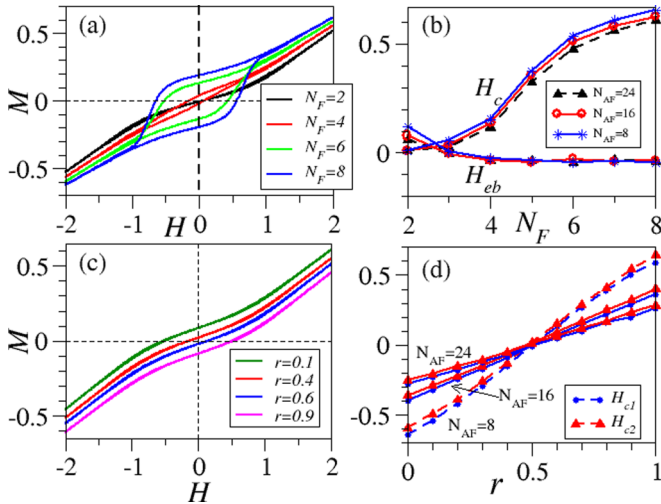 (a)
M
0.5
0
-0.5
N_F=2
N_F=4
N_F=6
N_F=8
-2 -1 H 0 1 2
(b)
0.5
0
H_c
H_eb
N_AF=24
N_AF=16
N_AF=8
2 4 N_F 6 8
(c)
M
0.5
0
-0.5
r=0.1
r=0.4
r=0.6
r=0.9
-2 -1 0 1 2
H
(d)
0.5
0
-0.5
N_AF=24
N_AF=16
N_AF=8
H_c1
H_c2
0 0.5 1
r